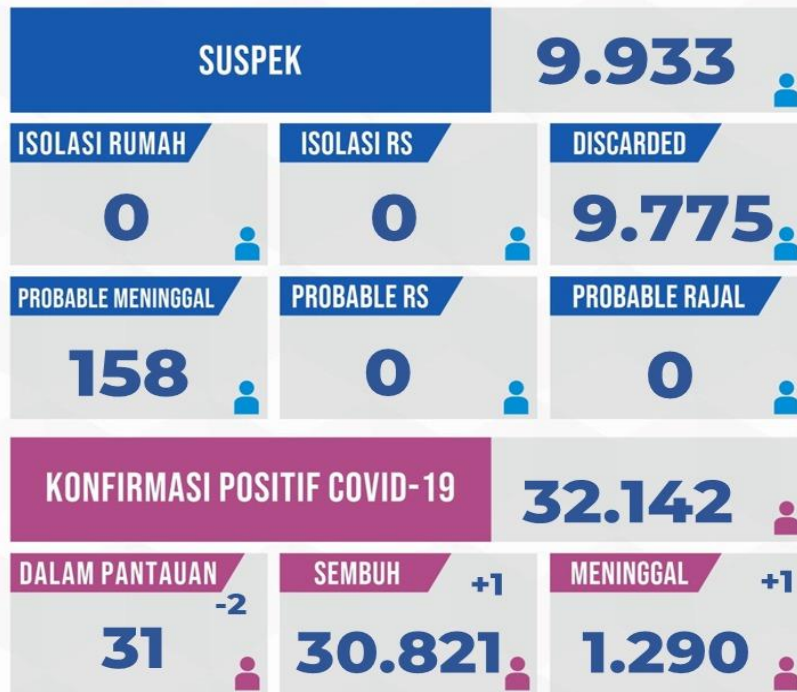 SUSPEK 9.933
ISOLASI RUMAH ISOLASI RS DISCARDED
0 0 9.775
PROBABLE MENINGGAL PROBABLE RS PROBABLE RAJAL
158 0 0
KONFIRMASI POSITIF COVID-19 32.142
DALAM PANTAUAN SEMBUH MENINGGAL
-2 +1 +1
31 30.821 1.290